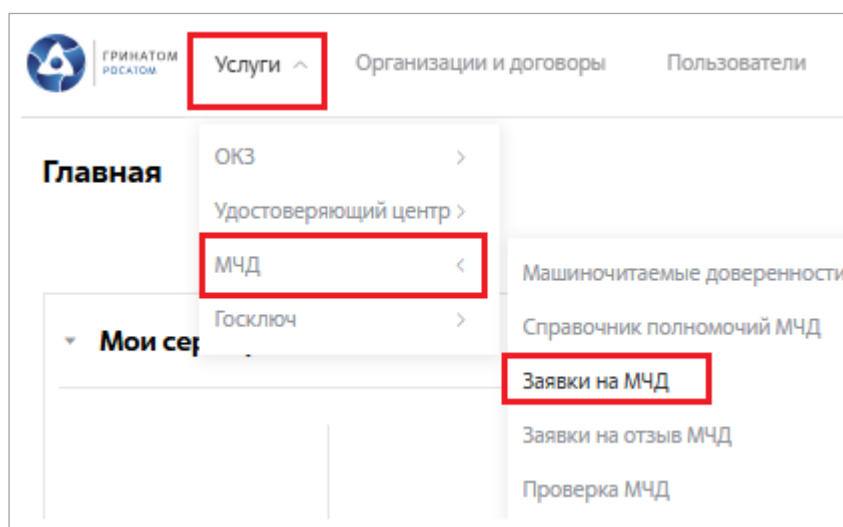 ГРИНАТОМ
РОСАТОМ
Услуги
Организации и договоры
Пользователи
Главная
ОКЗ
Удостоверяющий центр
МЧД
Госключ
Машиночитаемые доверенности
Справочник полномочий МЧД
Заявки на МЧД
Заявки на отзыв МЧД
Проверка МЧД
Мои